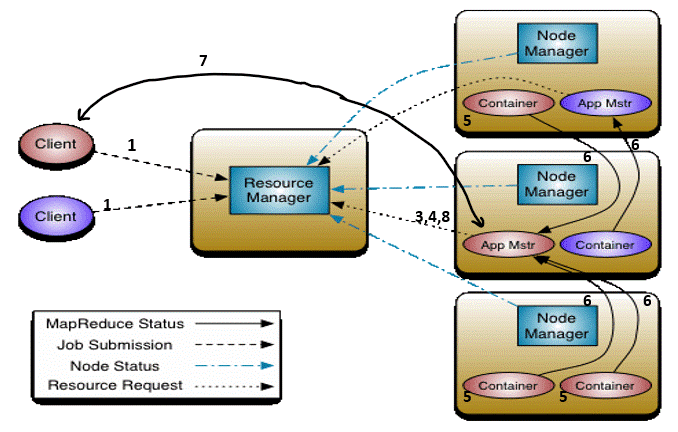 7
Client
1
Client
1
Resource
Manager
3,4,8
Node
Manager
Container
App Mstr
5
6
6
Node
Manager
App Mstr
Container
6
6
Node
Manager
Container
Container
5
5
MapReduce Status
Job Submission
Node Status
Resource Request